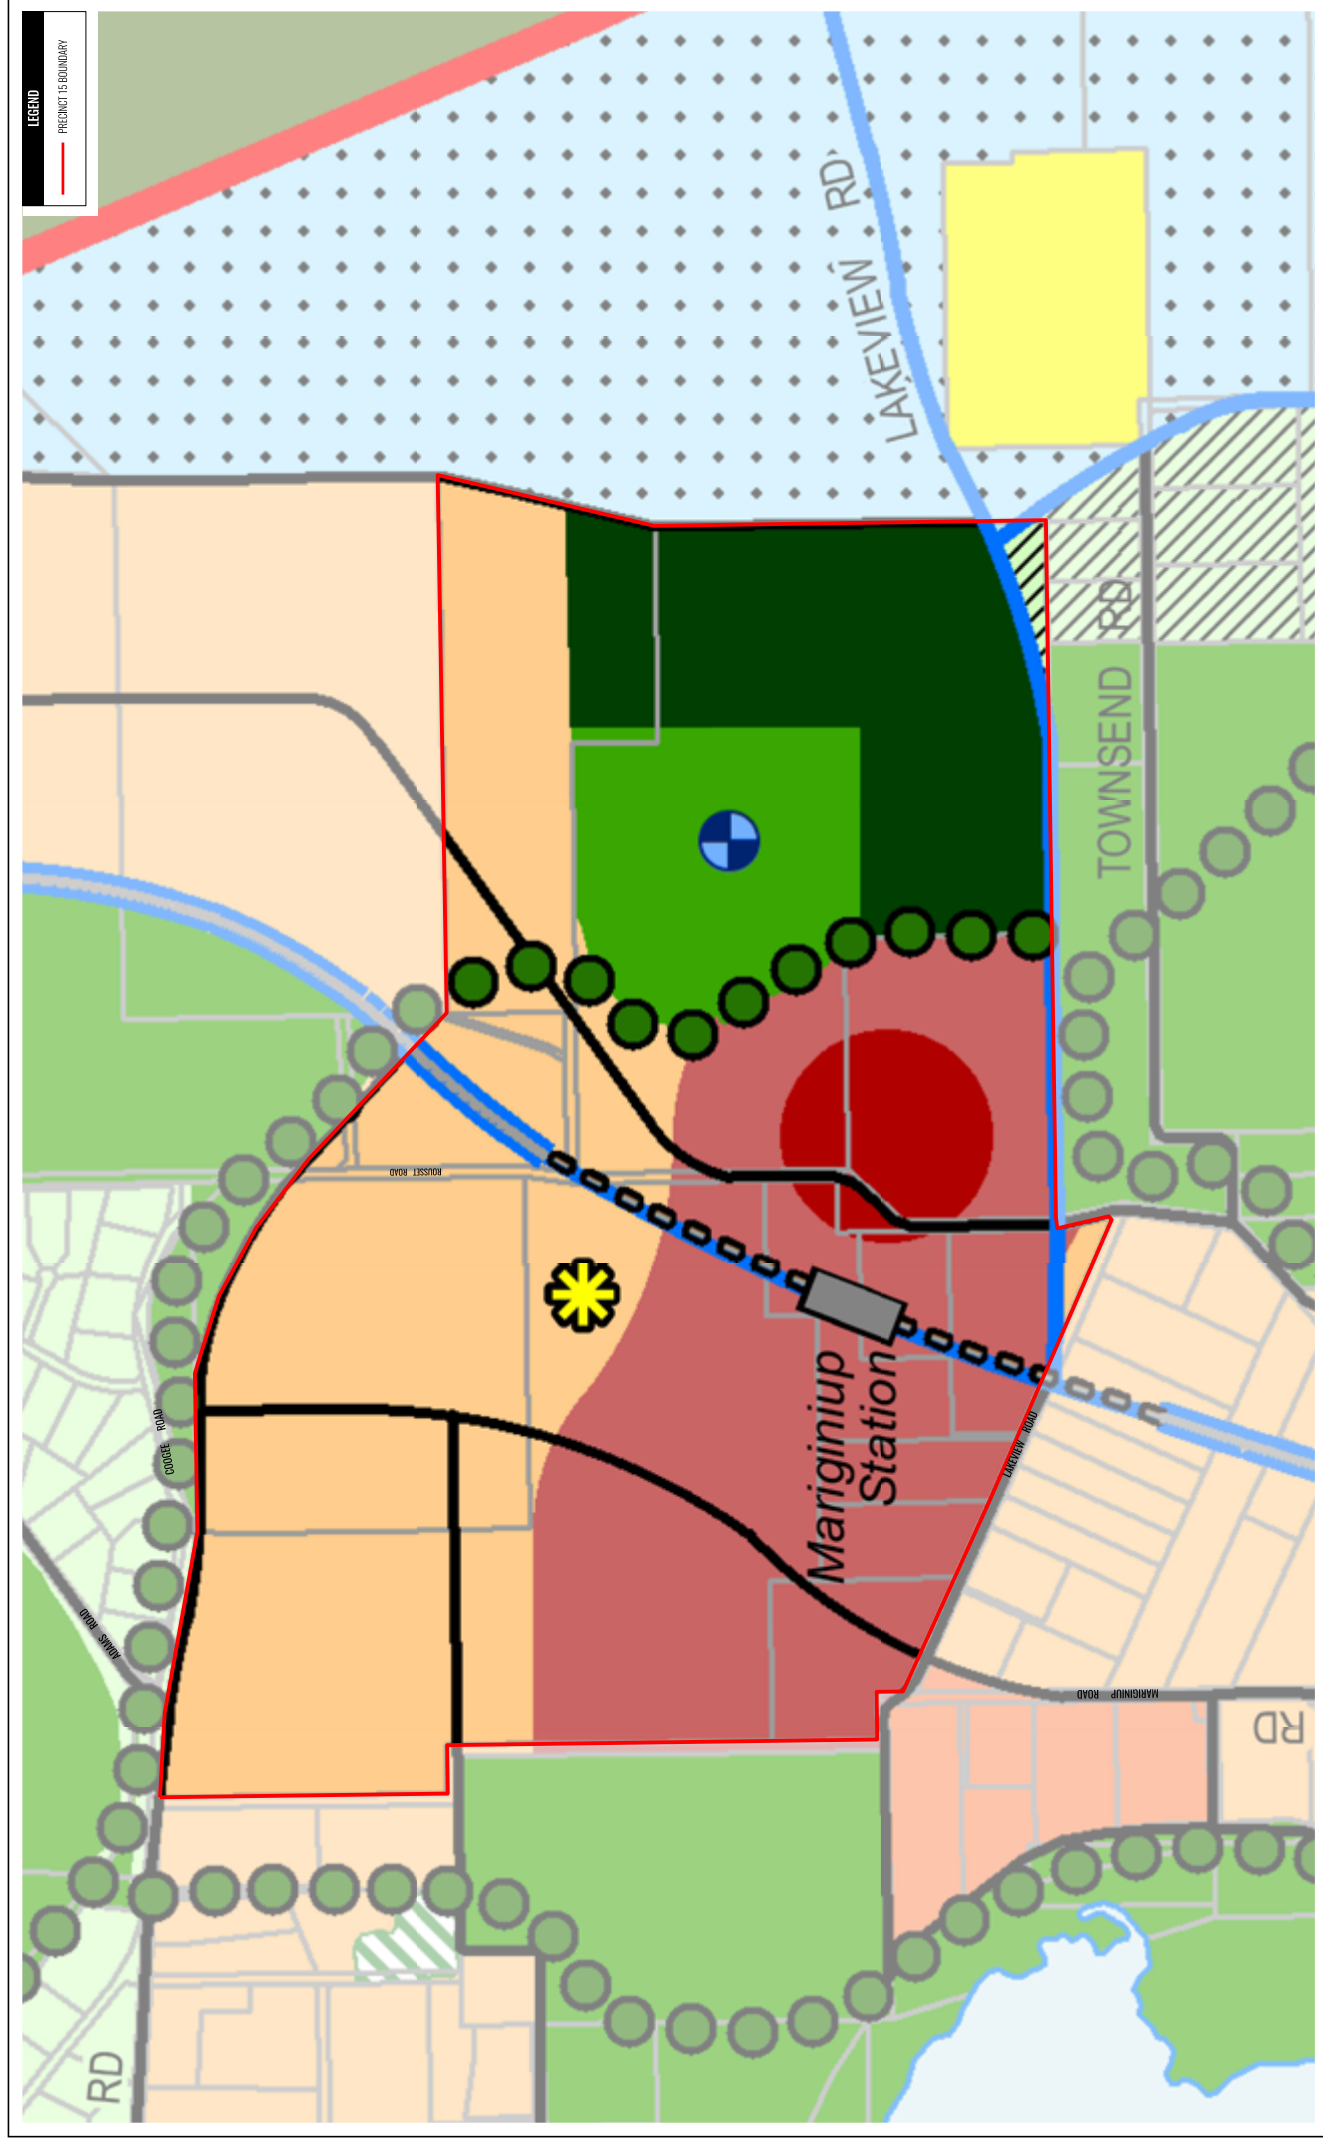 LEGEND
PRECINCT 15 BOUNDARY
LAKEVIEW RD
TOWNSEND RD
ROUSSET ROAD
COOGEE ROAD
ADAMS ROAD
Mariginiup
Station
LAKEVIEW ROAD
MARIGINIUP ROAD
RD
RD